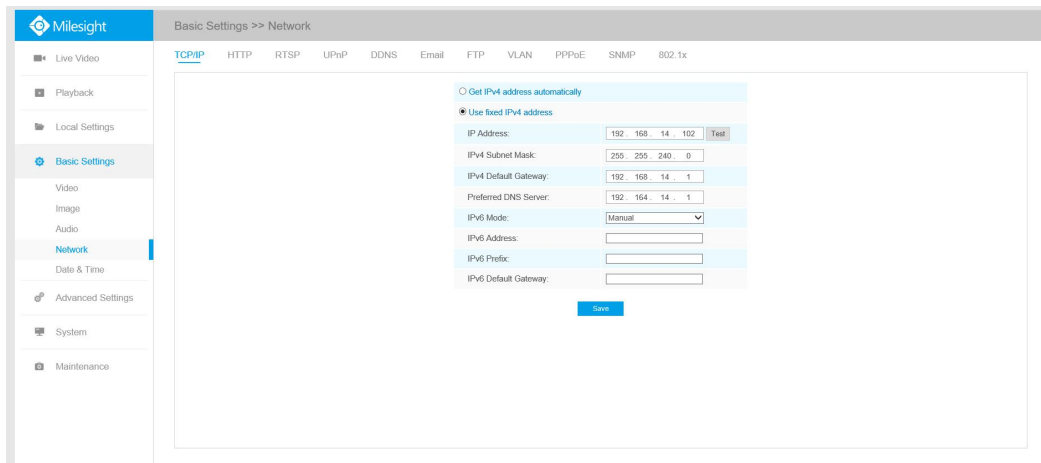 Milesight
Basic Settings >> Network
Live Video
Playback
Local Settings
Basic Settings
Video
Image
Audio
Network
Date & Time
Advanced Settings
System
Maintenance
TCP/IP HTTP RTSP UPnP DDNS Email FTP VLAN PPPoE SNMP 802.1x
Get IPv4 address automatically
Use fixed IPv4 address
IP Address: 192 . 168 . 14 . 102 Test
IPv4 Subnet Mask: 255 . 255 . 240 . 0
IPv4 Default Gateway: 192 . 168 . 14 . 1
Preferred DNS Server: 192 . 164 . 14 . 1
IPv6 Mode: Manual
IPv6 Address:
IPv6 Prefix:
IPv6 Default Gateway:
Save